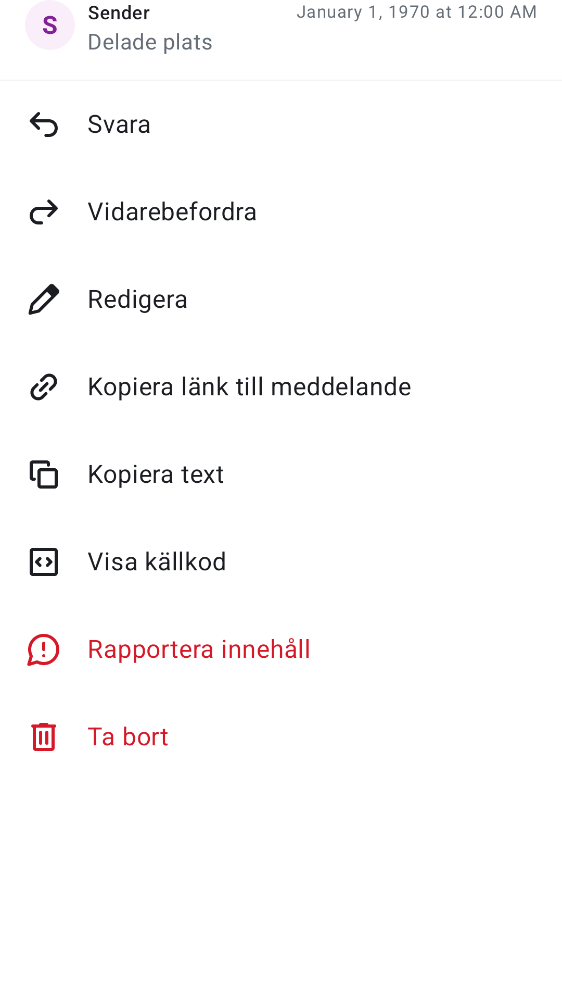 S
Sender
January 1, 1970 at 12:00 AM
Delade plats
Svara
Vidarebefordra
Redigera
Kopiera länk till meddelande
Kopiera text
Visa källkod
Rapportera innehåll
Ta bort